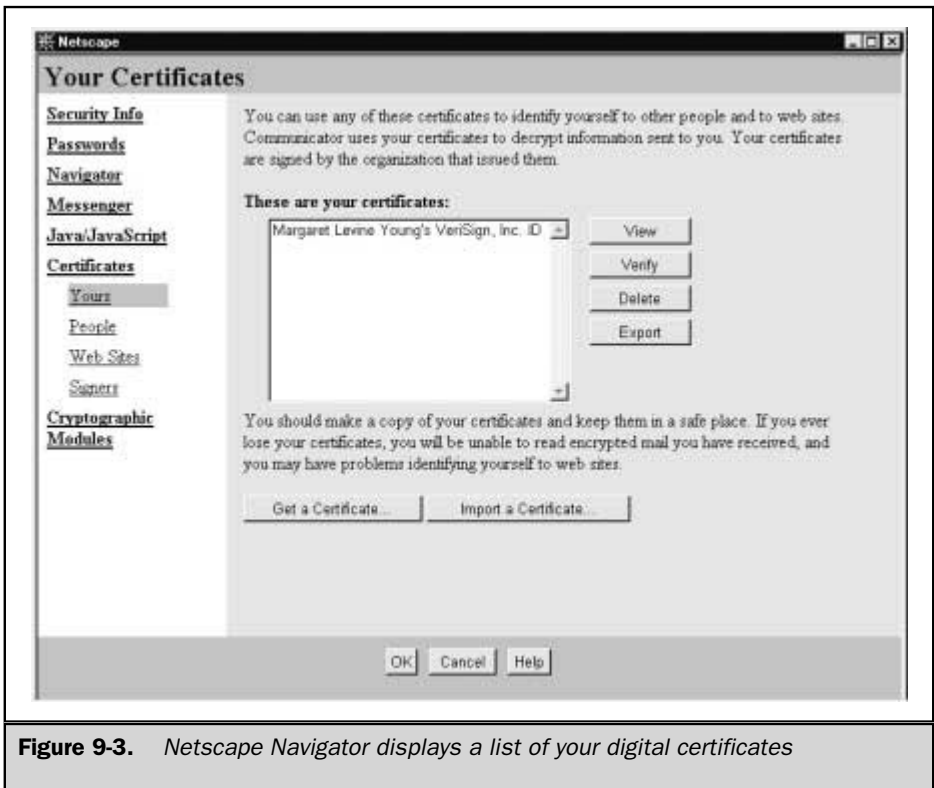 Netscape
Your Certificates
Security Info
Passwords
Navigator
Messenger
Java/JavaScript
Certificates
Yours
People
Web Sites
Signers
Cryptographic
Modules
You can use any of these certificates to identify yourself to other people and to web sites.
Communicator uses your certificates to decrypt information sent to you. Your certificates
are signed by the organization that issued them.
These are your certificates:
Margaret Levine Young's VeriSign, Inc. ID
View
Verify
Delete
Export
You should make a copy of your certificates and keep them in a safe place. If you ever
lose your certificates, you will be unable to read encrypted mail you have received, and
you may have problems identifying yourself to web sites.
Get a Certificate...
Import a Certificate...
OK
Cancel
Help
Figure 9-3. Netscape Navigator displays a list of your digital certificates